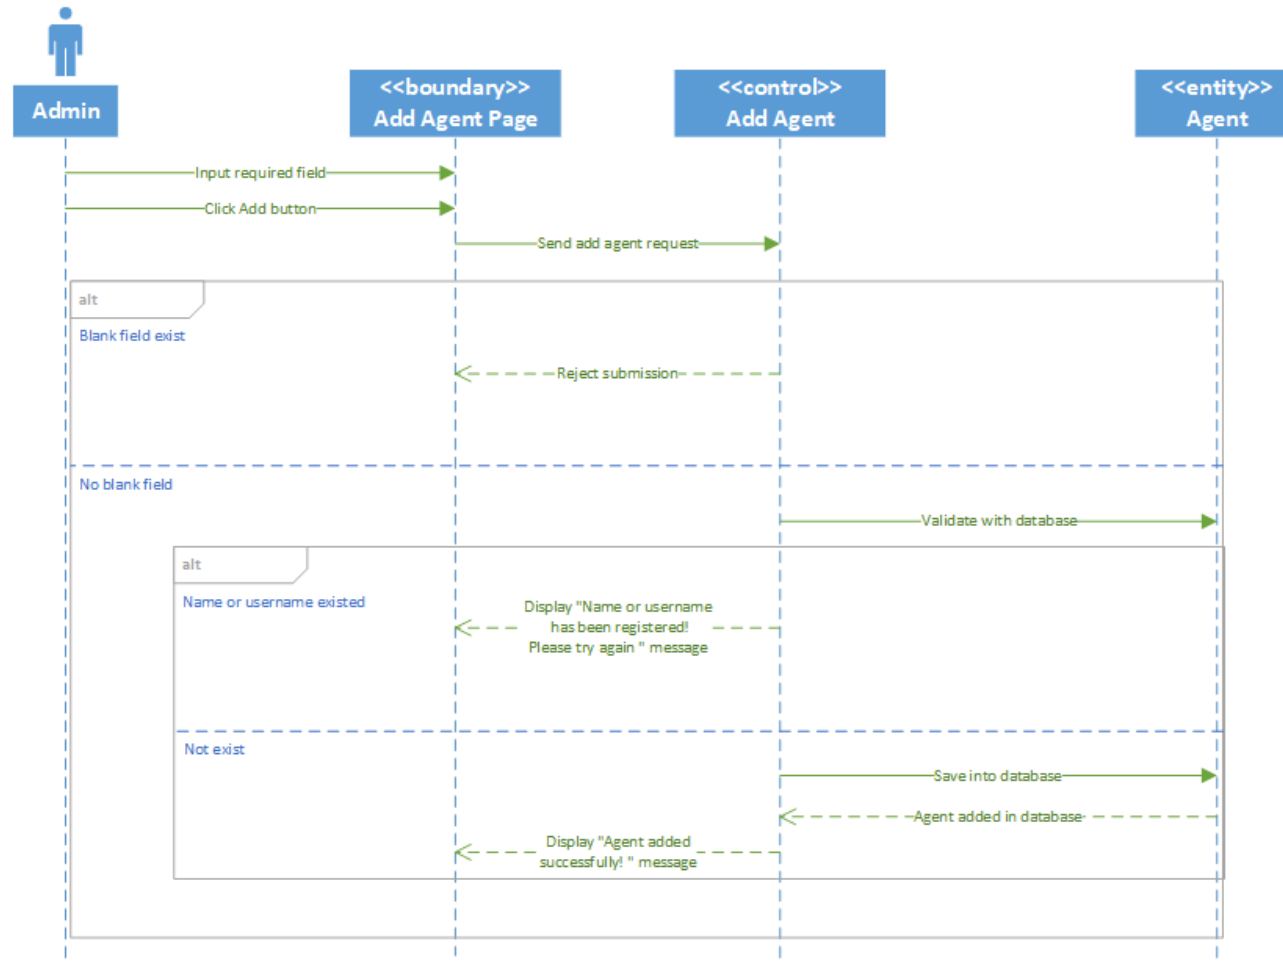 Admin
<<boundary>>
Add Agent Page
<<control>>
Add Agent
<<entity>>
Agent
Input required field
Click Add button
Send add agent request
alt
Blank field exist
Reject submission
No blank field
Validate with database
alt
Name or username existed
Display "Name or username
has been registered!
Please try again " message
Not exist
Save into database
Agent added in database
Display "Agent added
successfully! " message